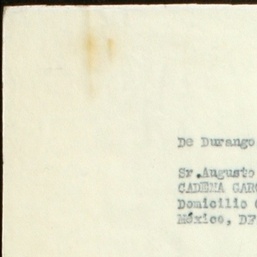 De Durango
Sr.Augusto
CADENA GARC
Domicilio
México, DF